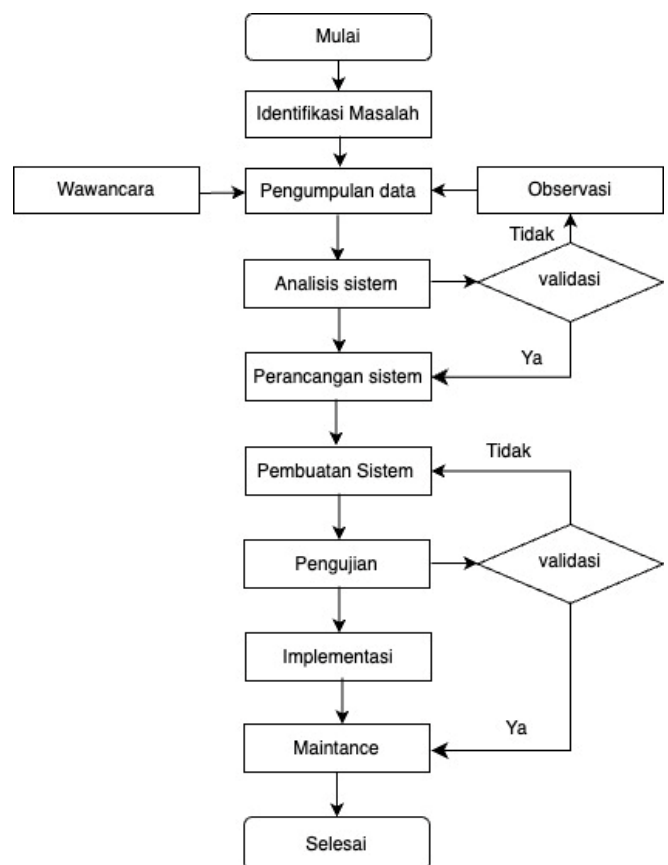 Mulai
Identifikasi Masalah
Wawancara
Pengumpulan data
Observasi
Tidak
Analisis sistem
validasi
Ya
Perancangan sistem
Tidak
Pembuatan Sistem
Pengujian
validasi
Implementasi
Ya
Maintance
Selesai